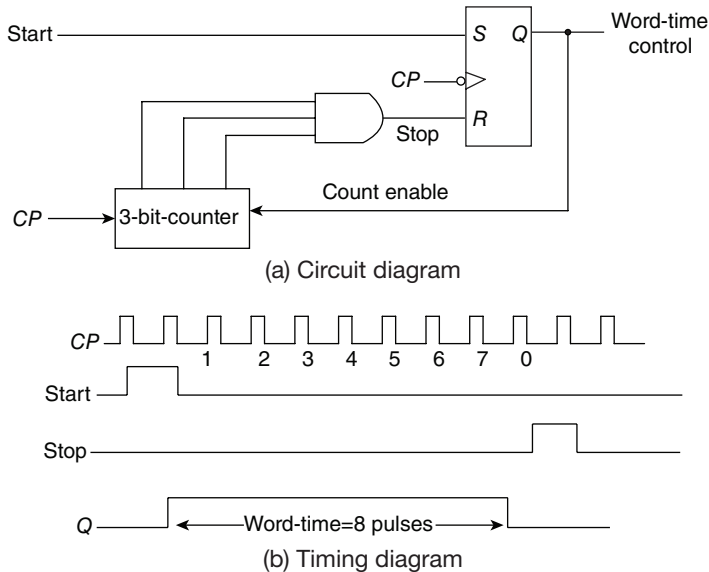 Start
S
Q
Word-time
control
CP
R
Stop
Count enable
CP
3-bit-counter
(a) Circuit diagram
CP
1 2 3 4 5 6 7 0
Start
Stop
Q
Word-time=8 pulses
(b) Timing diagram